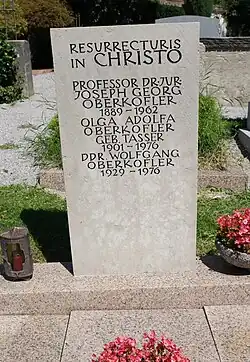 RESURRECTURIS
IN CHRISTO
PROFESSOR DR·JUR
JOSEPH GEORG
OBERKOFLER
1889–1962
OLGA ADOLFA
OBERKOFLER
GEB TASSER
1901–1976
DDR WOLFGANG
OBERKOFLER
1929–1976